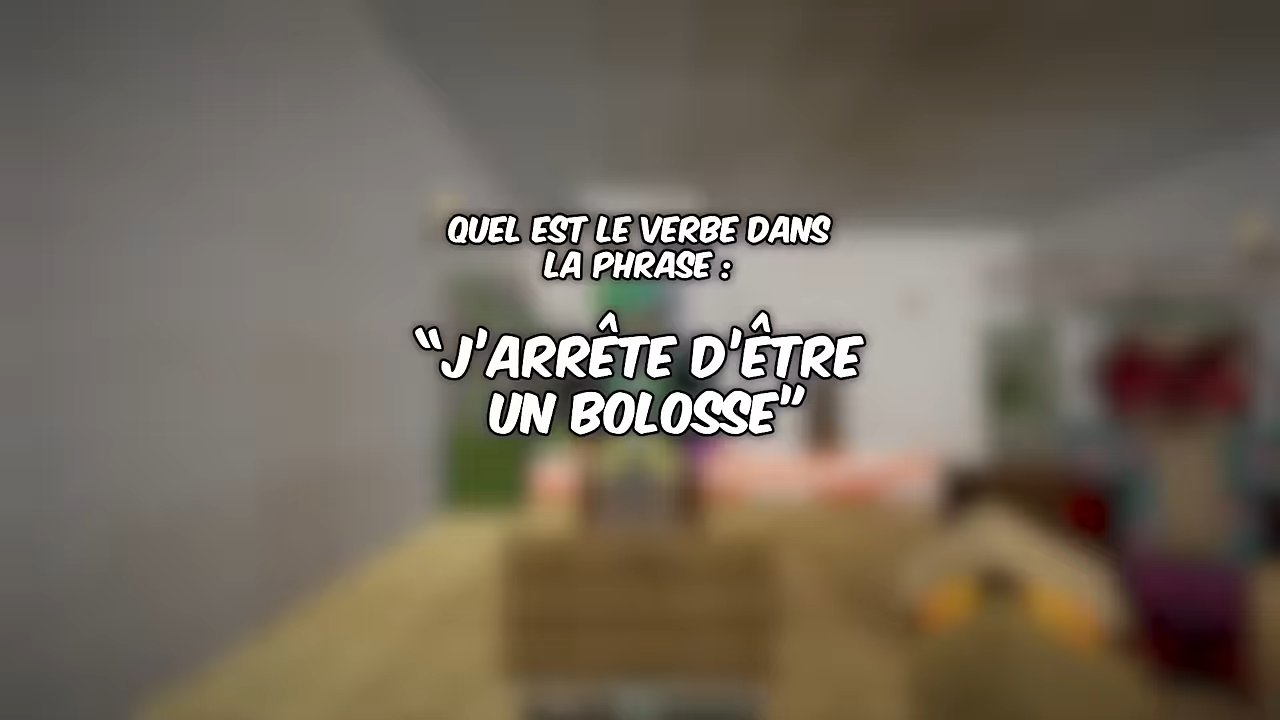 QUEL EST LE VERBE DANS
LA PHRASE :
“J'ARRÊTE D'ÊTRE
UN BOLOSSE”